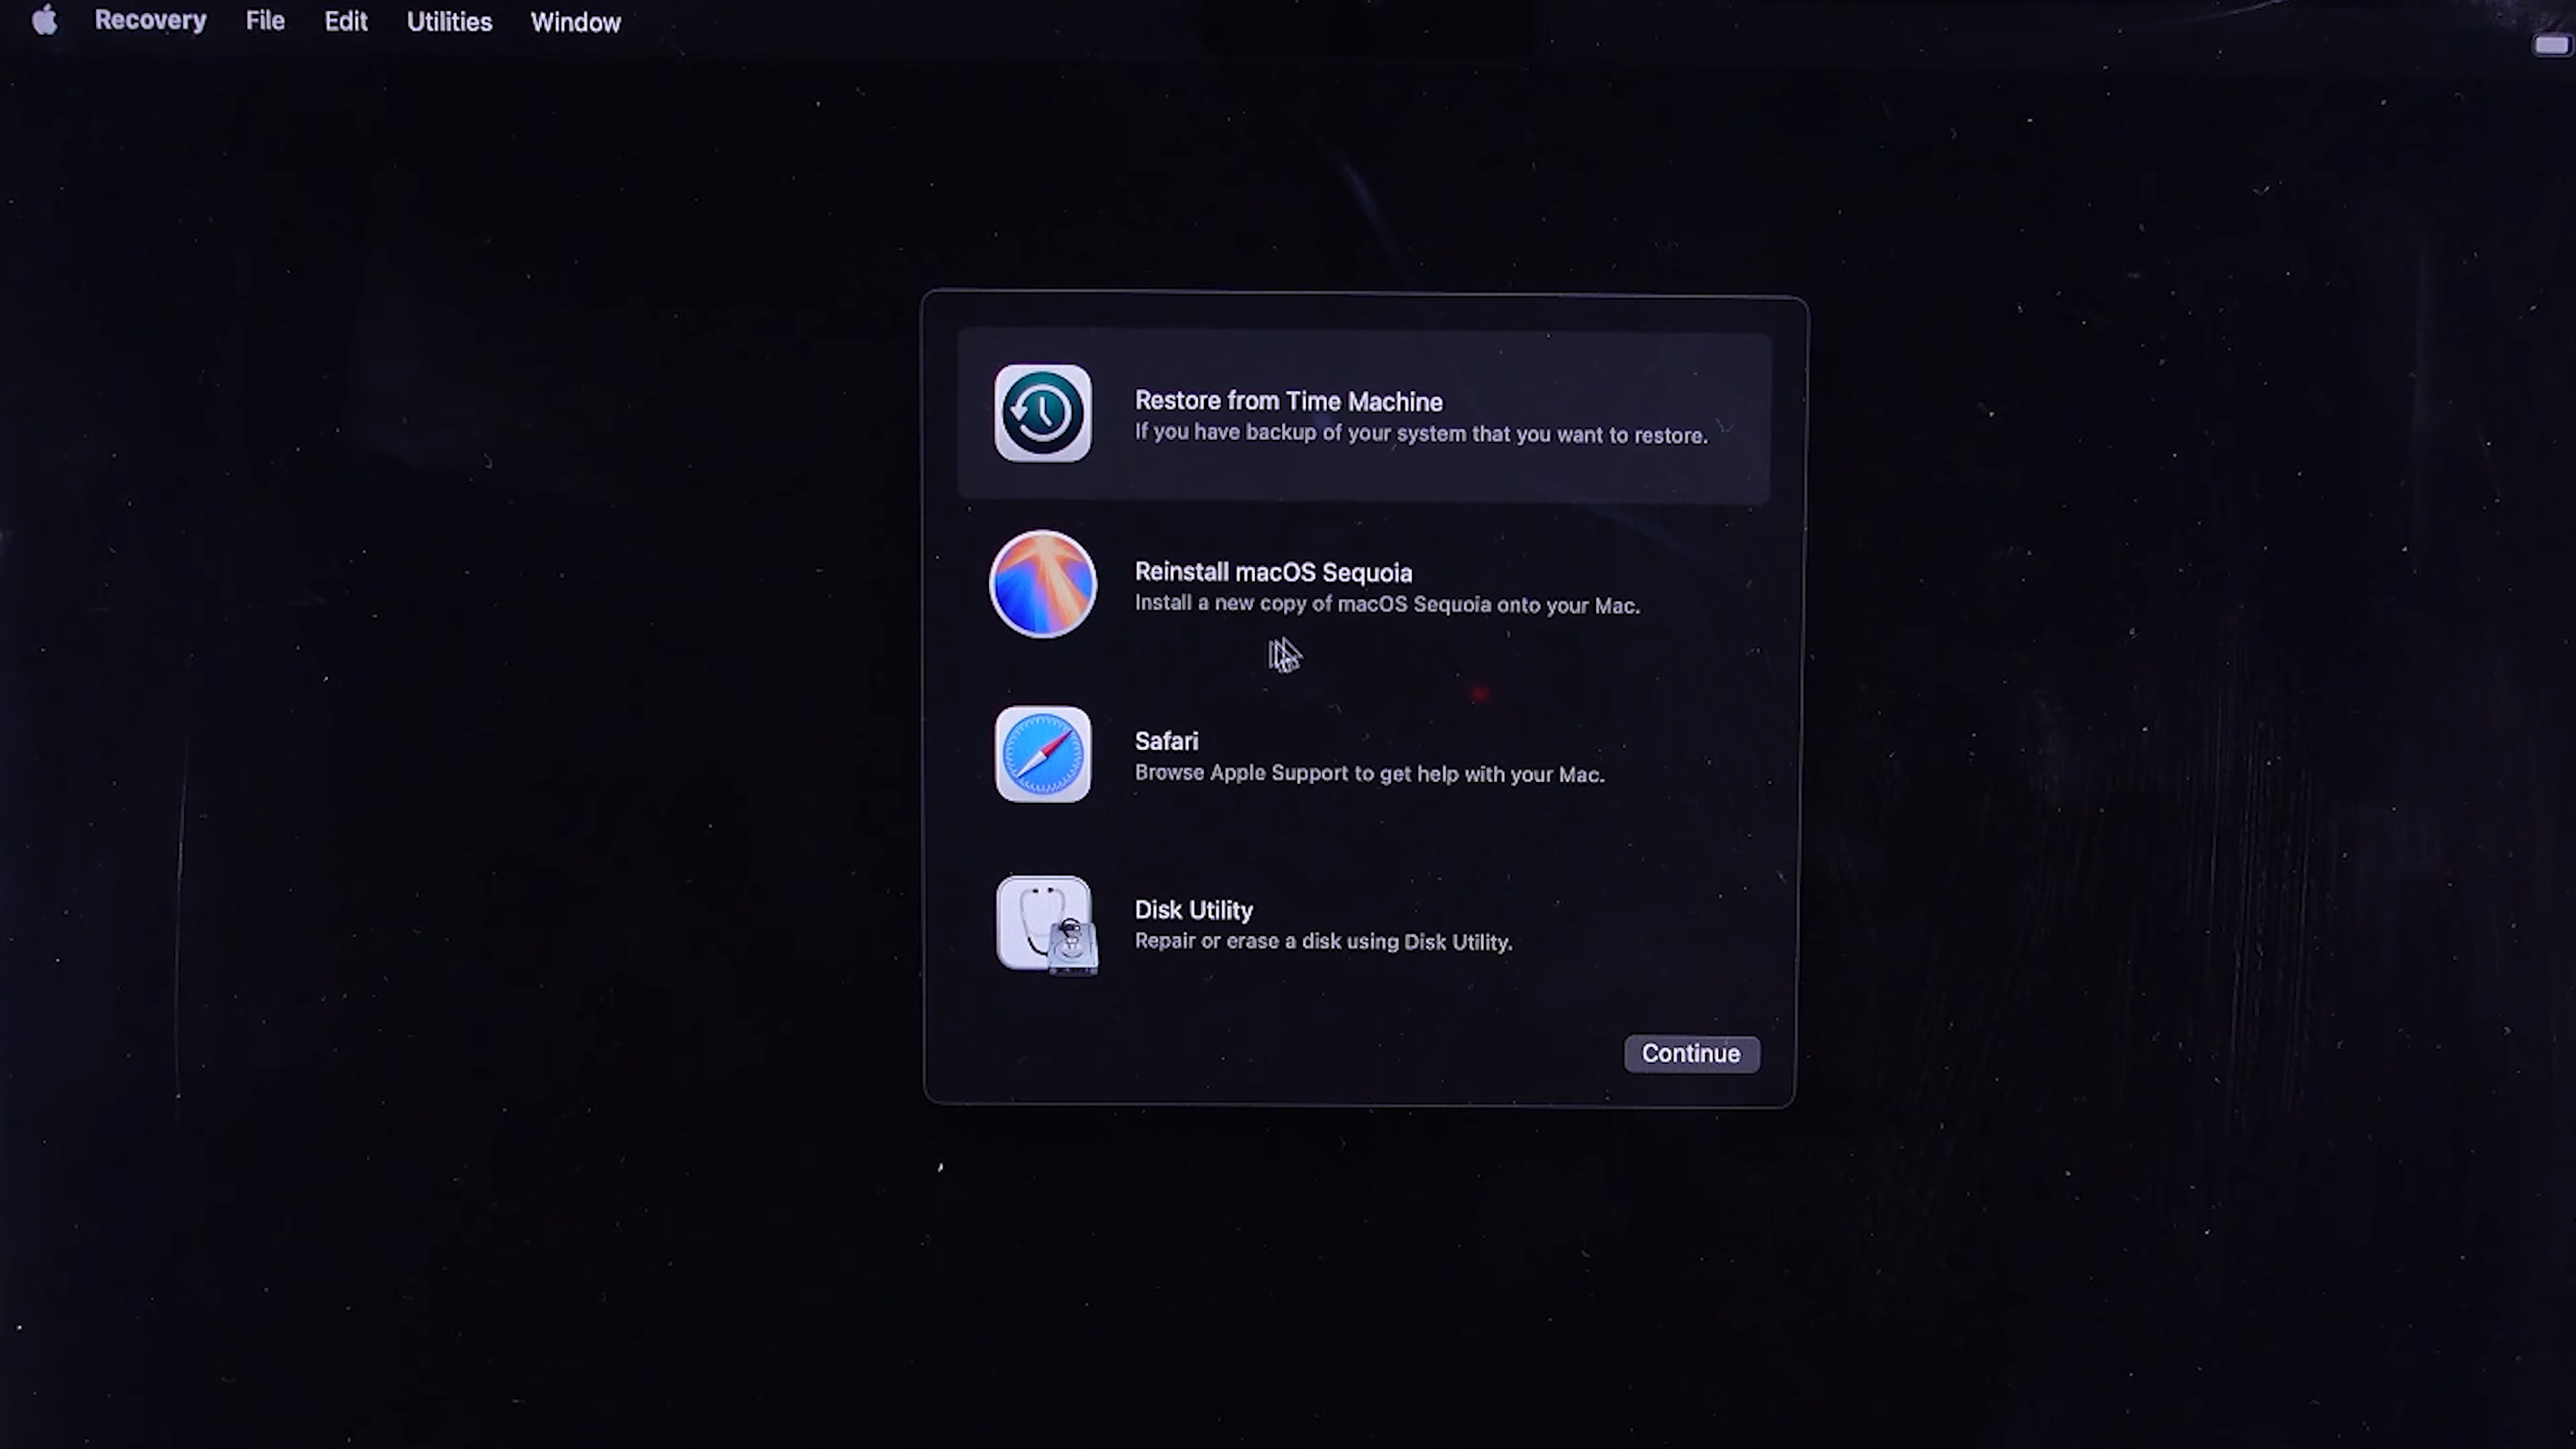 Recovery File Edit Utilities Window
Restore from Time Machine
If you have backup of your system that you want to restore.
Reinstall macOS Sequoia
Install a new copy of macOS Sequoia onto your Mac.
Safari
Browse Apple Support to get help with your Mac.
Disk Utility
Repair or erase a disk using Disk Utility.
Continue